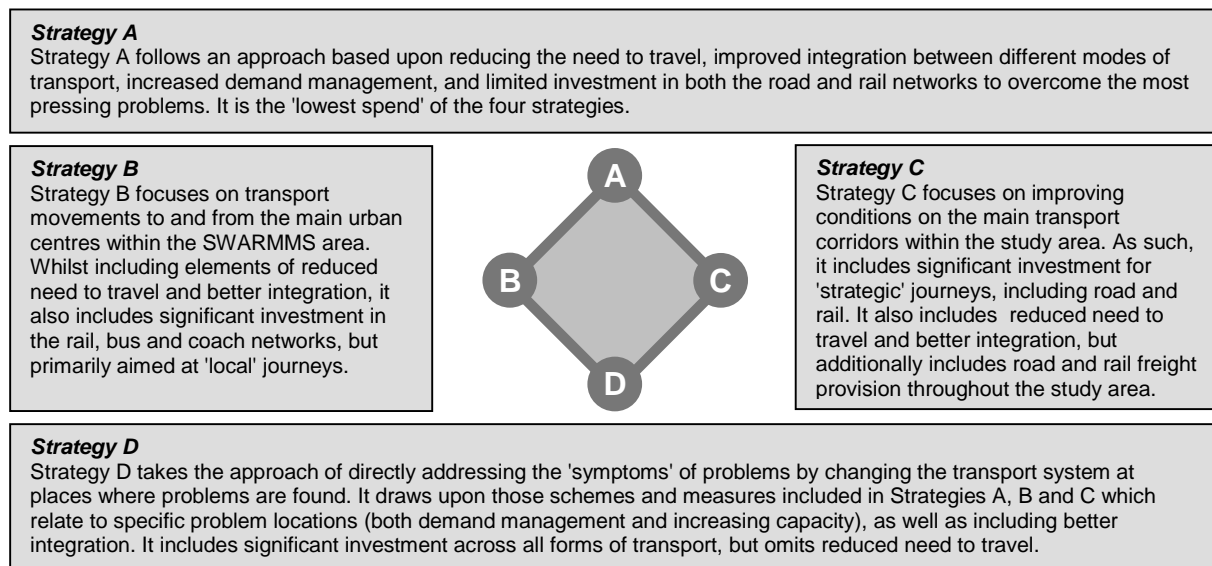 Strategy A
Strategy A follows an approach based upon reducing the need to travel, improved integration between different modes of
transport, increased demand management, and limited investment in both the road and rail networks to overcome the most
pressing problems. It is the 'lowest spend' of the four strategies.
Strategy B
Strategy B focuses on transport
movements to and from the main urban
centres within the SWARMMS area.
Whilst including elements of reduced
need to travel and better integration, it
also includes significant investment in
the rail, bus and coach networks, but
primarily aimed at 'local' journeys.
A
B
C
D
Strategy C
Strategy C focuses on improving
conditions on the main transport
corridors within the study area. As such,
it includes significant investment for
'strategic' journeys, including road and
rail. It also includes reduced need to
travel and better integration, but
additionally includes road and rail freight
provision throughout the study area.
Strategy D
Strategy D takes the approach of directly addressing the 'symptoms' of problems by changing the transport system at
places where problems are found. It draws upon those schemes and measures included in Strategies A, B and C which
relate to specific problem locations (both demand management and increasing capacity), as well as including better
integration. It includes significant investment across all forms of transport, but omits reduced need to travel.